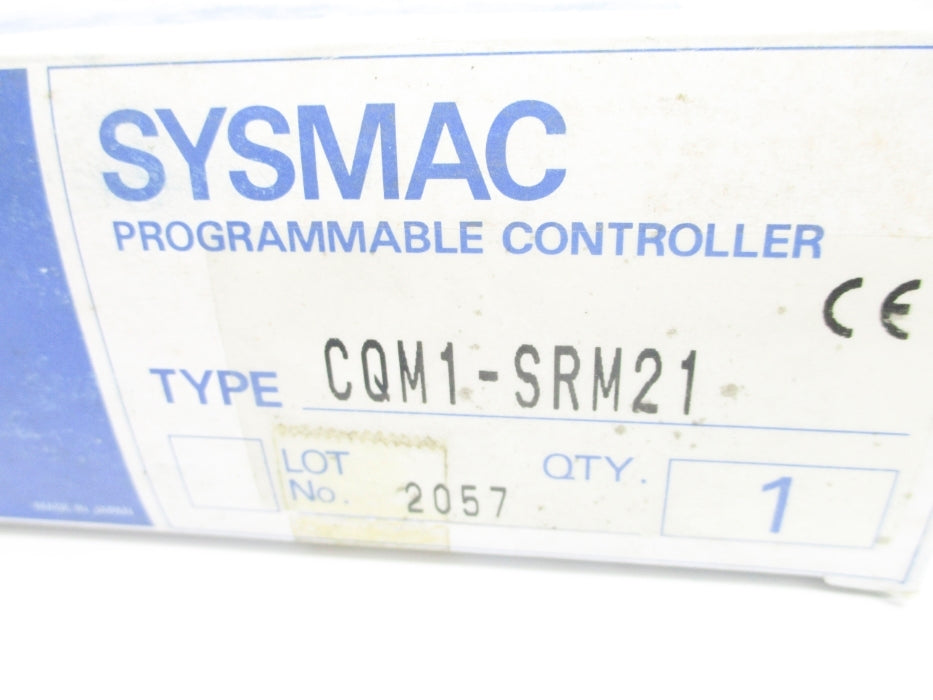 SYSMAC
PROGRAMMABLE CONTROLLER
CE
TYPE CQM1-SRM21
LOT No. 2057 QTY. 1
MADE IN JAPAN